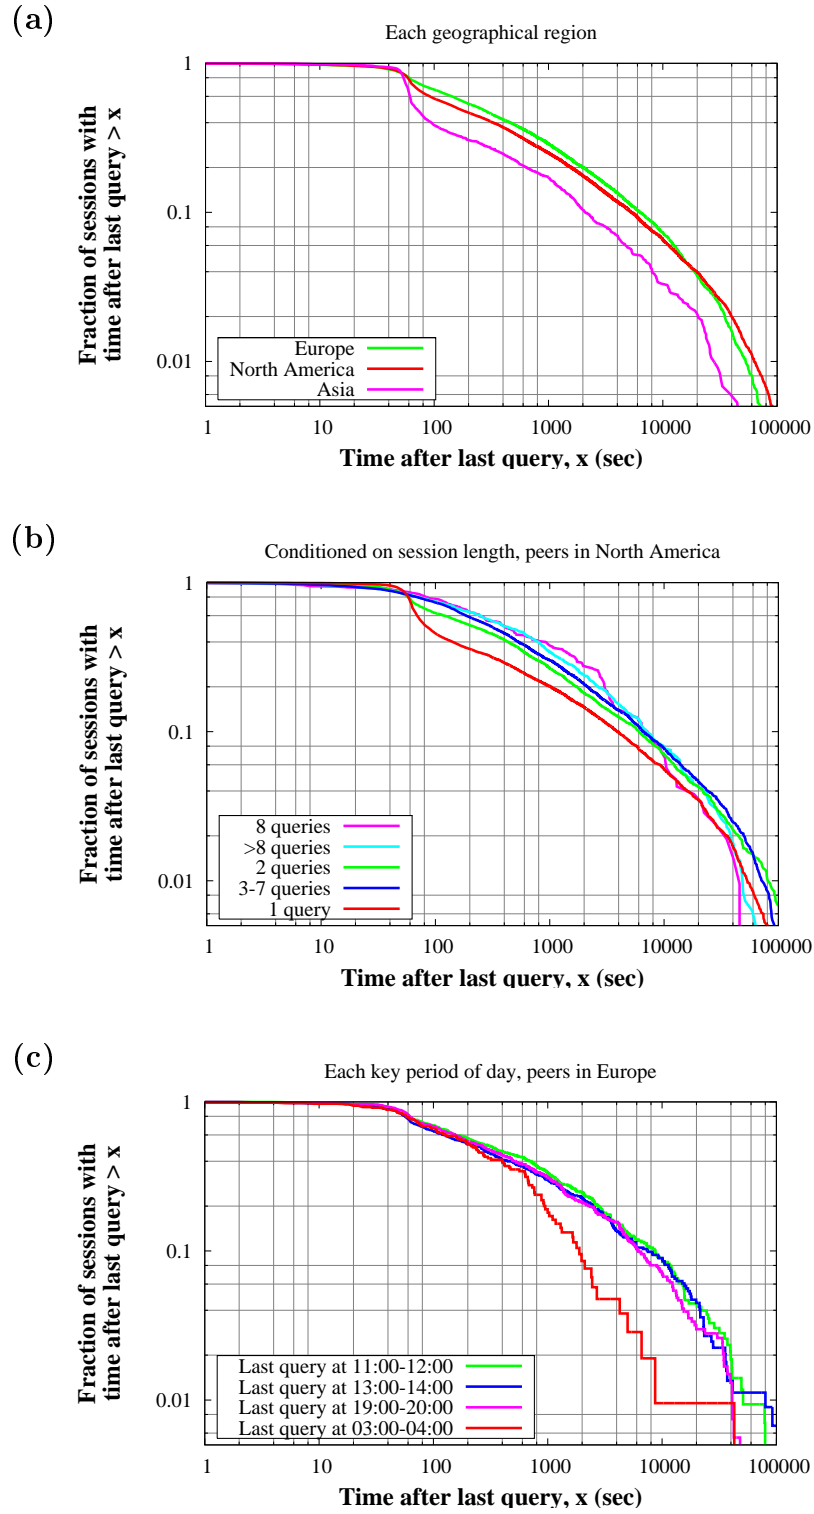 (a)
Each geographical region
Fraction of sessions with
time after last query > x
1
0.1
0.01
Europe
North America
Asia
1 10 100 1000 10000 100000
Time after last query, x (sec)
(b)
Conditioned on session length, peers in North America
Fraction of sessions with
time after last query > x
1
0.1
0.01
8 queries
>8 queries
2 queries
3-7 queries
1 query
1 10 100 1000 10000 100000
Time after last query, x (sec)
(c)
Each key period of day, peers in Europe
Fraction of sessions with
time after last query > x
1
0.1
0.01
Last query at 11:00-12:00
Last query at 13:00-14:00
Last query at 19:00-20:00
Last query at 03:00-04:00
1 10 100 1000 10000 100000
Time after last query, x (sec)